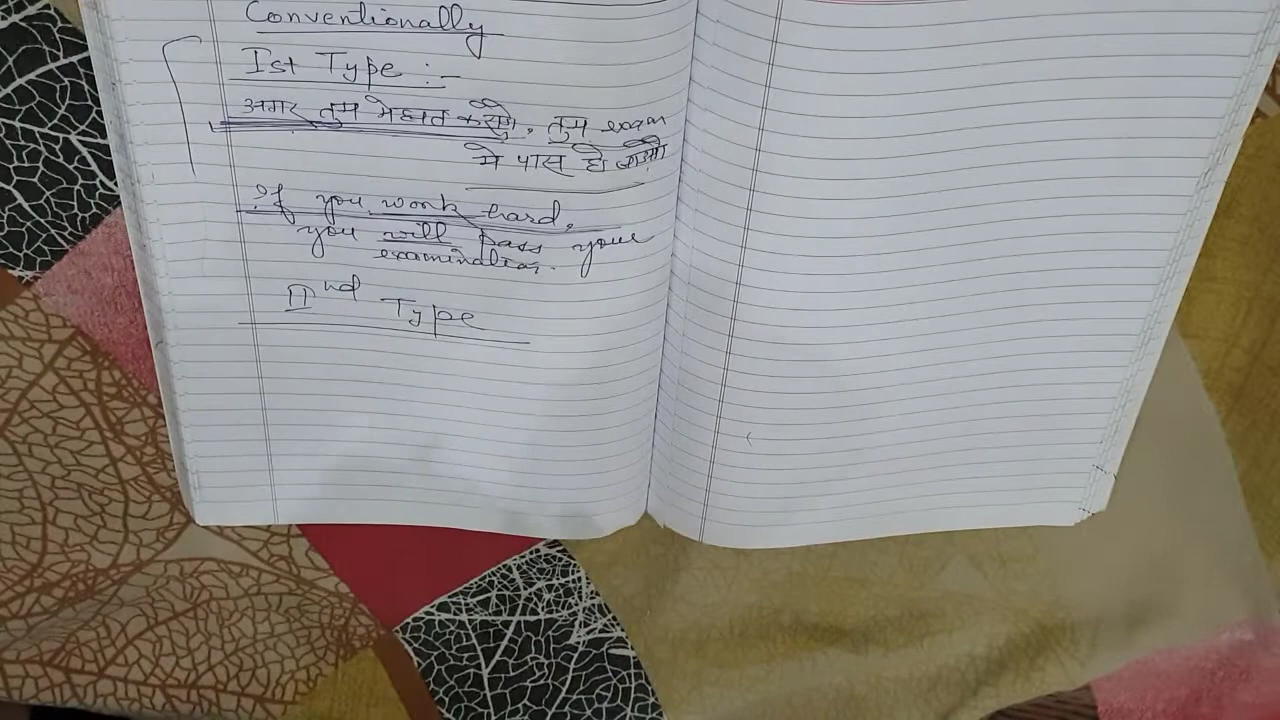 Conventionally
Ist Type :-
अगर तुम मेहनत करोगे, तुम exam
मे पास हो जाओगे
If you work hard,
you will pass your
examination.
IInd Type